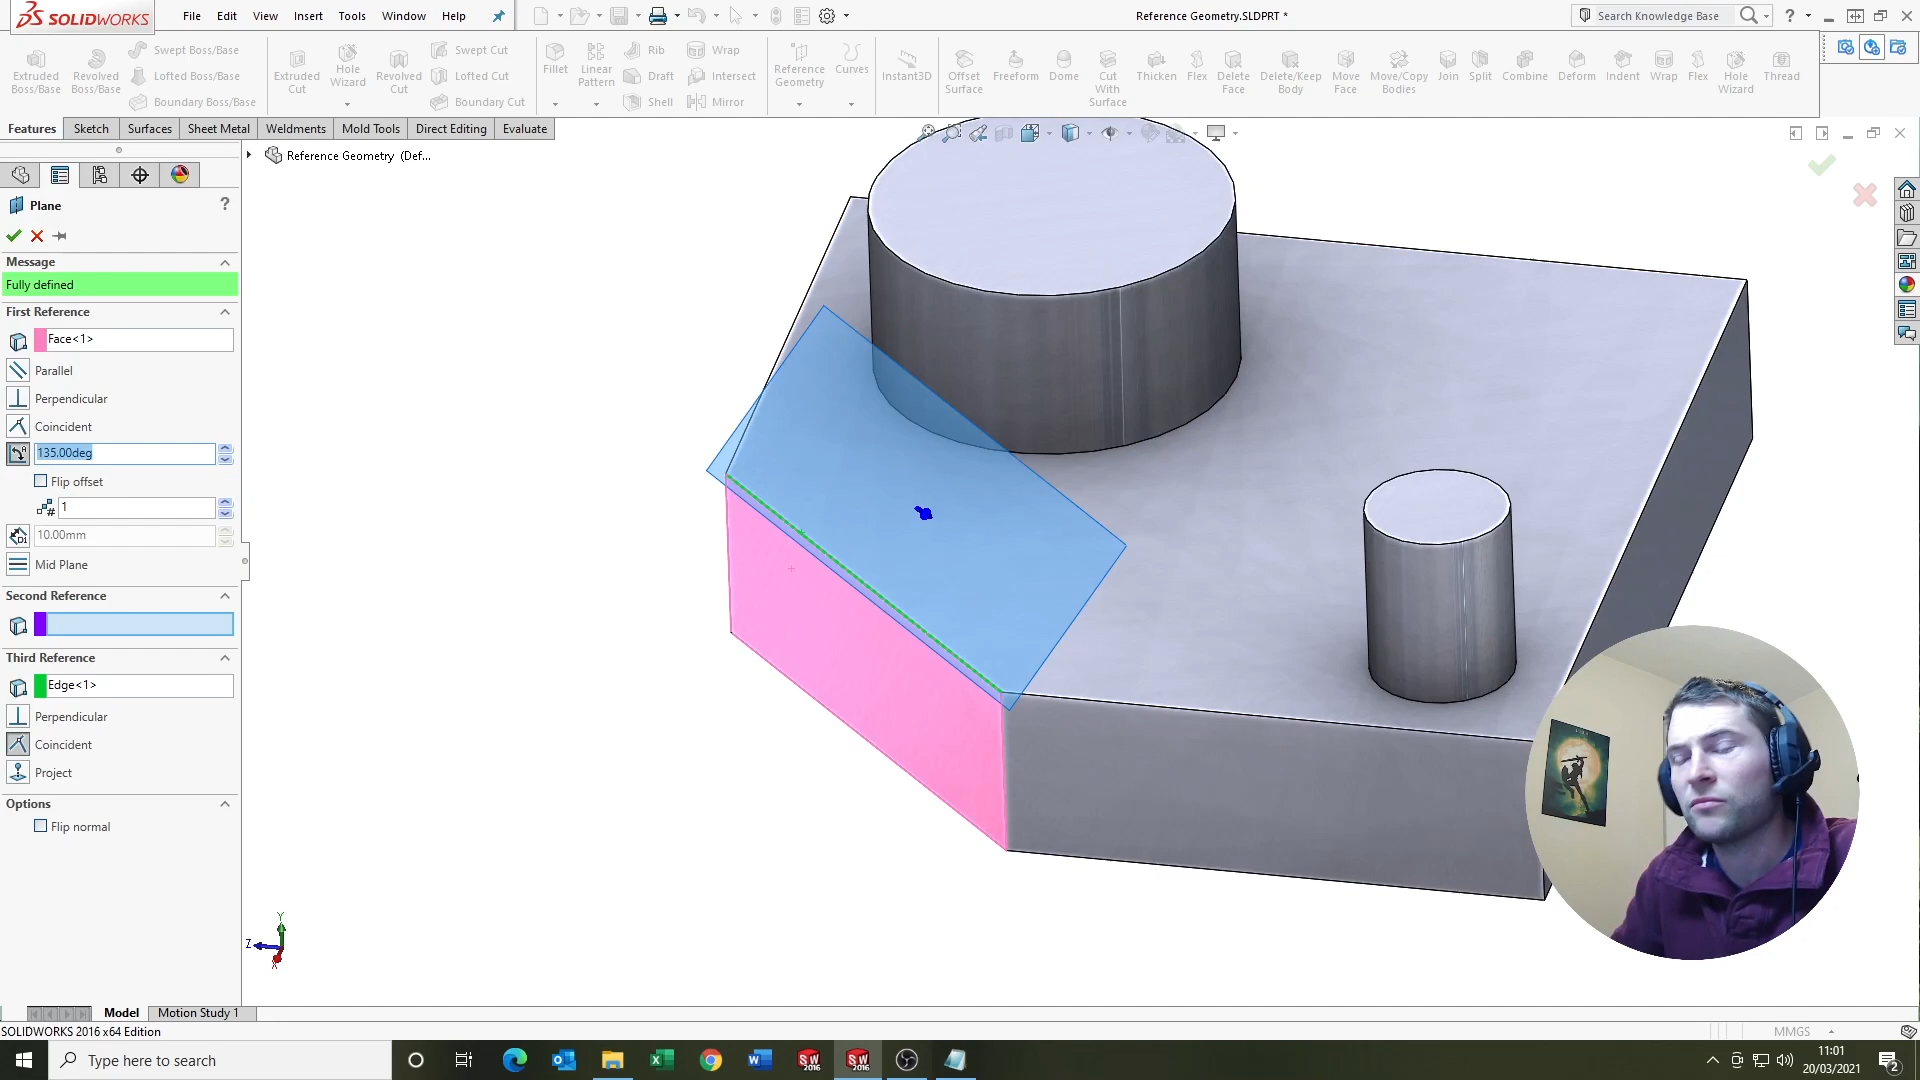 SOLIDWORKS
File Edit View Insert Tools Window Help
Reference Geometry.SLDPRT *
Search Knowledge Base
Extruded Boss/Base
Revolved Boss/Base
Swept Boss/Base
Lofted Boss/Base
Boundary Boss/Base
Extruded Cut
Hole Wizard
Revolved Cut
Swept Cut
Lofted Cut
Boundary Cut
Fillet
Linear Pattern
Rib
Draft
Shell
Wrap
Intersect
Mirror
Reference Geometry
Curves
Instant3D
Offset Surface
Freeform
Dome
Cut With Surface
Thicken
Flex
Delete Face
Delete/Keep Body
Move Face
Move/Copy Bodies
Join
Split
Combine
Deform
Indent
Wrap
Flex
Hole Wizard
Thread
Features Sketch Surfaces Sheet Metal Weldments Mold Tools Direct Editing Evaluate
Reference Geometry (Def...
Plane
?
Message
Fully defined
First Reference
Face<1>
Parallel
Perpendicular
Coincident
135.00deg
Flip offset
1
10.00mm
Mid Plane
Second Reference
Third Reference
Edge<1>
Perpendicular
Coincident
Project
Options
Flip normal
Y
Z
X
Model Motion Study 1
SOLIDWORKS 2016 x64 Edition
MMGS
Type here to search
SW 2016
SW 2016
11:01
20/03/2021
2